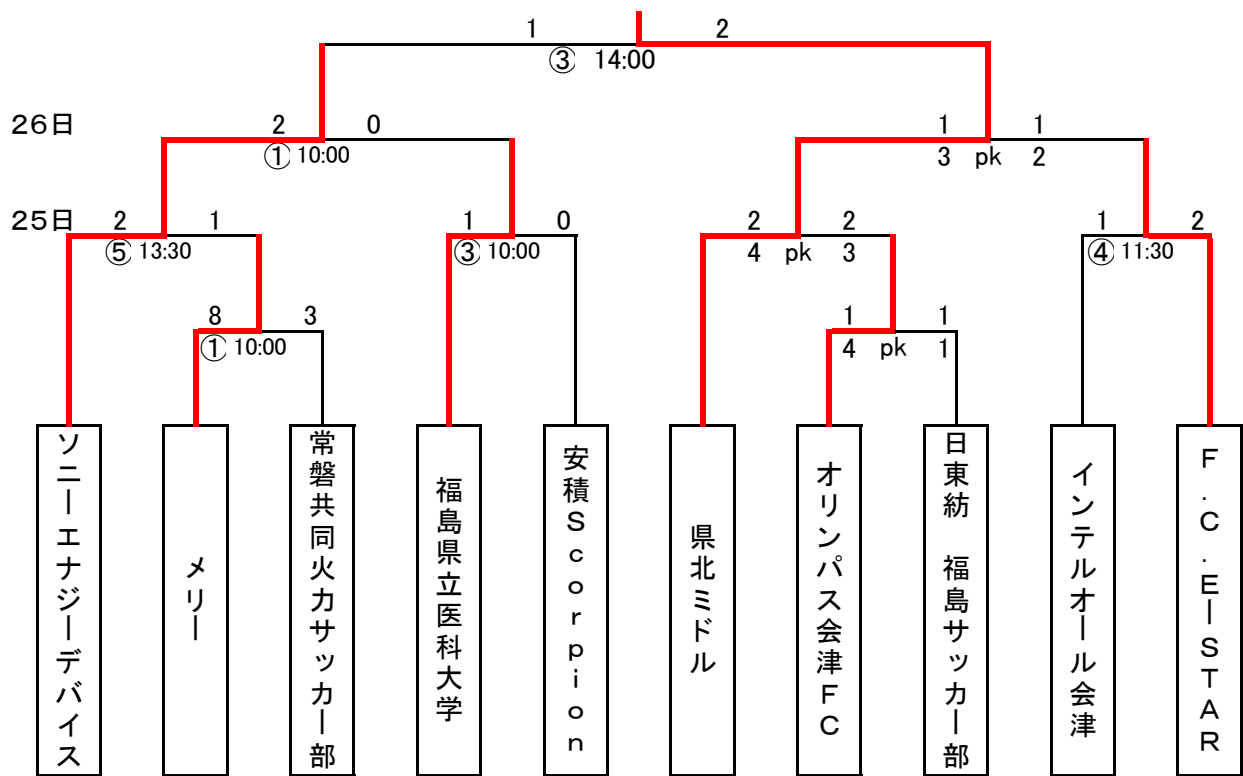 1 2
③ 14:00
26日 2 0 1 1
① 10:00 3 pk 2
25日 2 1 1 0 2 2 1 2
⑤ 13:30 ③ 10:00 4 pk 3 ④ 11:30
8 3 1 1
① 10:00 4 pk 1
ソニーエナジーデバイス
メリー
常磐共同火力サッカー部
福島県立医科大学
安積Scorpion
県北ミドル
オリンパス会津FC
日東紡 福島サッカー部
インテルオール会津
F.C.EーSTAR